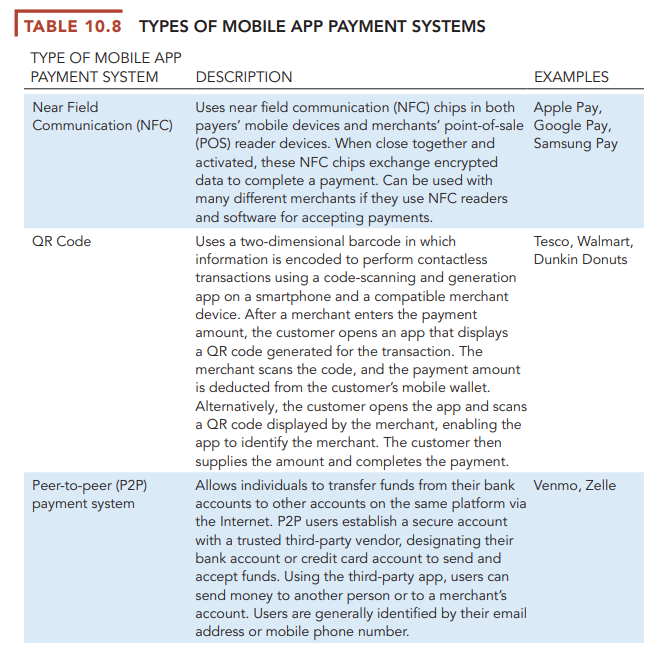 TABLE 10.8 TYPES OF MOBILE APP PAYMENT SYSTEMS
TYPE OF MOBILE APP
PAYMENT SYSTEM DESCRIPTION EXAMPLES
Near Field
Communication (NFC)
Uses near field communication (NFC) chips in both
payers’ mobile devices and merchants’ point-of-sale
(POS) reader devices. When close together and
activated, these NFC chips exchange encrypted
data to complete a payment. Can be used with
many different merchants if they use NFC readers
and software for accepting payments.
Apple Pay,
Google Pay,
Samsung Pay
QR Code
Uses a two-dimensional barcode in which
information is encoded to perform contactless
transactions using a code-scanning and generation
app on a smartphone and a compatible merchant
device. After a merchant enters the payment
amount, the customer opens an app that displays
a QR code generated for the transaction. The
merchant scans the code, and the payment amount
is deducted from the customer’s mobile wallet.
Alternatively, the customer opens the app and scans
a QR code displayed by the merchant, enabling the
app to identify the merchant. The customer then
supplies the amount and completes the payment.
Tesco, Walmart,
Dunkin Donuts
Peer-to-peer (P2P)
payment system
Allows individuals to transfer funds from their bank
accounts to other accounts on the same platform via
the Internet. P2P users establish a secure account
with a trusted third-party vendor, designating their
bank account or credit card account to send and
accept funds. Using the third-party app, users can
send money to another person or to a merchant’s
account. Users are generally identified by their email
address or mobile phone number.
Venmo, Zelle